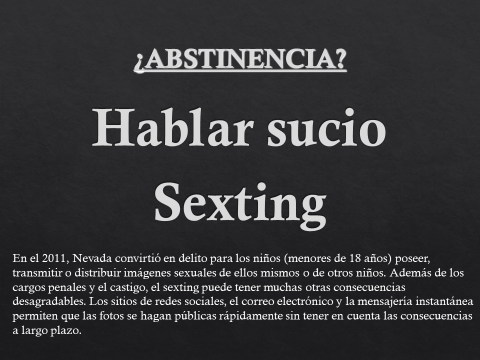 ¿ABSTINENCIA?
Hablar sucio
Sexting
En el 2011, Nevada convirtió en delito para los niños (menores de 18 años) poseer,
transmitir o distribuir imágenes sexuales de ellos mismos o de otros niños. Además de los
cargos penales y el castigo, el sexting puede tener muchas otras consecuencias
desagradables. Los sitios de redes sociales, el correo electrónico y la mensajería instantánea
permiten que las fotos se hagan públicas rápidamente sin tener en cuenta las consecuencias
a largo plazo.